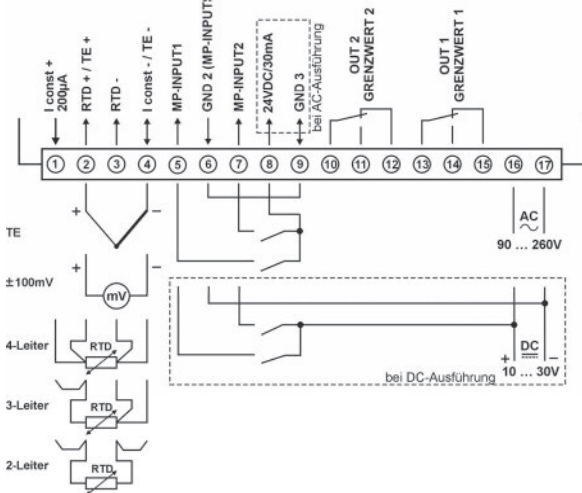 I const +
200µA
RTD + / TE +
RTD -
I const - / TE -
MP-INPUT1
GND 2 (MP-INPUTS
MP-INPUT2
24VDC/30mA
GND 3
bei AC-Ausführung
OUT 2
GRENZWERT 2
OUT 1
GRENZWERT 1
1 2 3 4 5 6 7 8 9 10 11 12 13 14 15 16 17
+ −
TE
AC
90 ... 260V
+ −
±100mV
mV
4-Leiter
RTD
3-Leiter
RTD
2-Leiter
RTD
+ DC −
10 ... 30V
bei DC-Ausführung